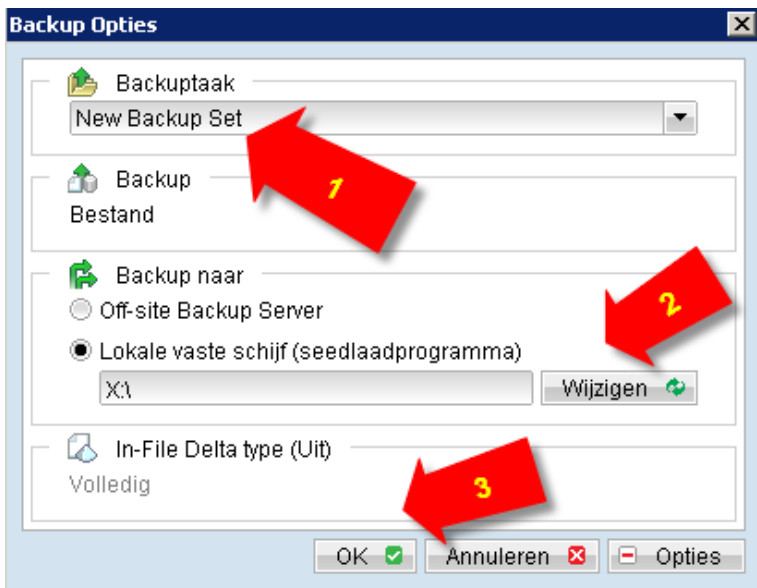 Backup Opties
Backuptaak
New Backup Set
1
Backup
Bestand
Backup naar
Off-site Backup Server
2
Lokale vaste schijf (seedlaadprogramma)
X:\
Wijzigen
In-File Delta type (Uit)
Volledig
3
OK
Annuleren
Opties